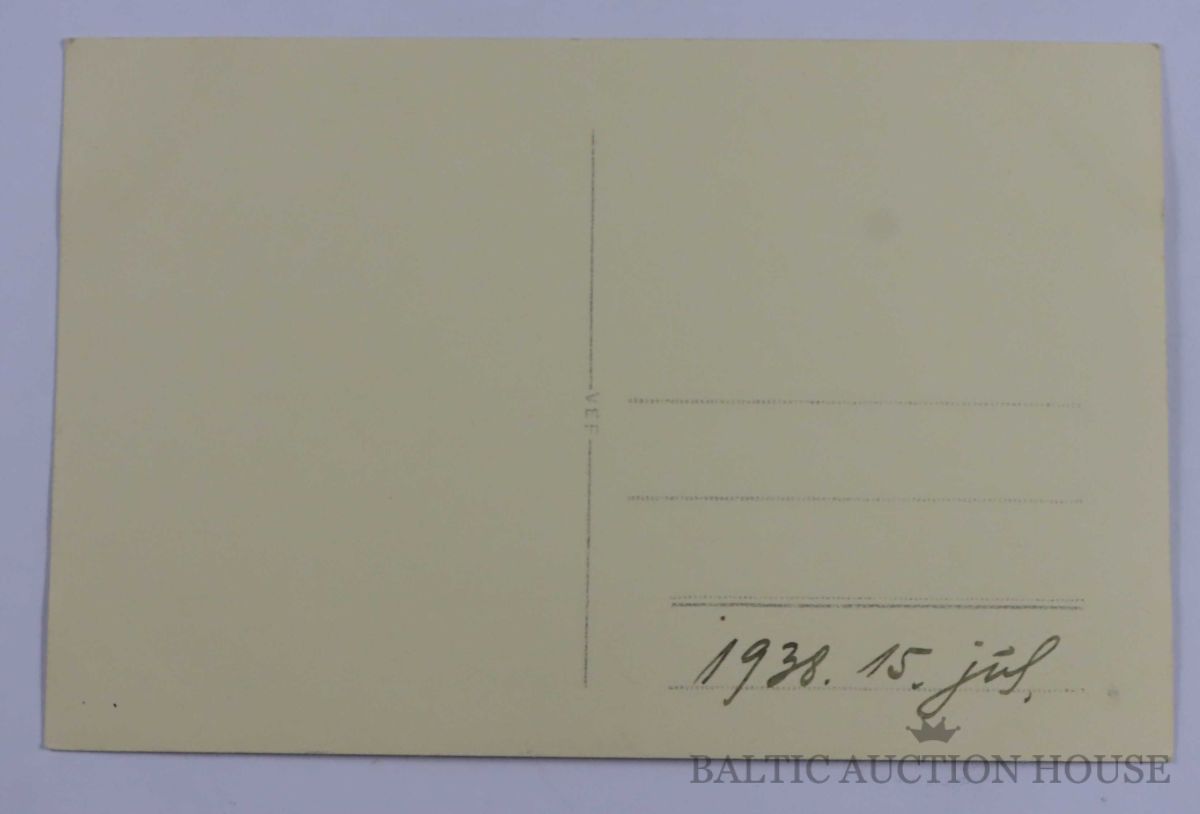 VEF
1938. 15. jūl.
BALTIC AUCTION HOUSE